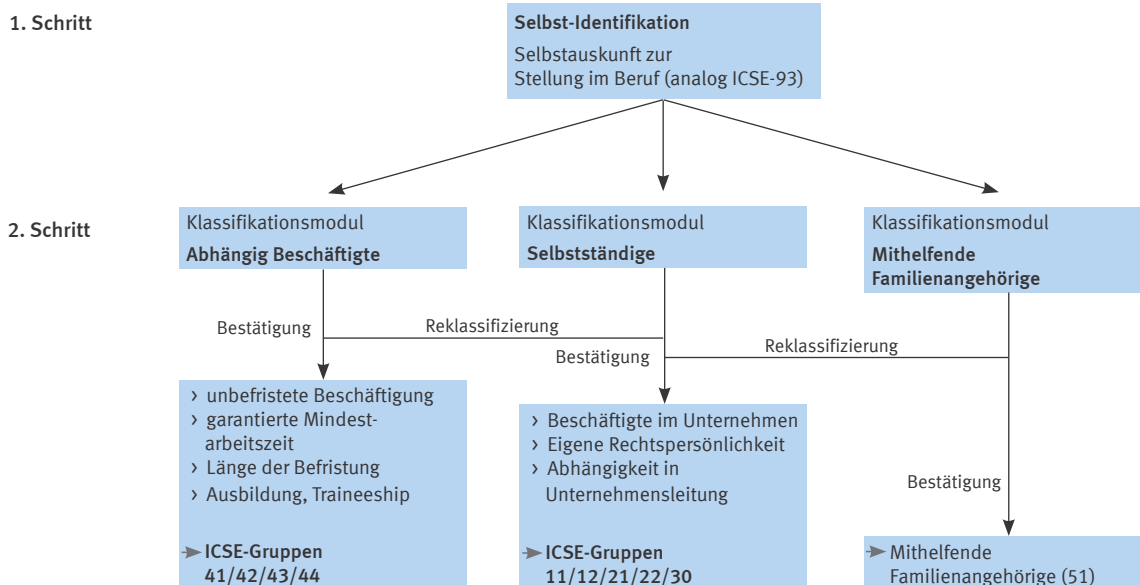 1. Schritt
Selbst-Identifikation
Selbstauskunft zur
Stellung im Beruf (analog ICSE-93)
2. Schritt
Klassifikationsmodul
Abhängig Beschäftigte
Klassifikationsmodul
Selbstständige
Klassifikationsmodul
Mithelfende
Familienangehörige
Bestätigung
Reklassifizierung
Bestätigung
Reklassifizierung
› unbefristete Beschäftigung
› garantierte Mindest-
arbeitszeit
› Länge der Befristung
› Ausbildung, Traineeship
ICSE-Gruppen
41/42/43/44
› Beschäftigte im Unternehmen
› Eigene Rechtspersönlichkeit
› Abhängigkeit in
Unternehmensleitung
ICSE-Gruppen
11/12/21/22/30
Bestätigung
Mithelfende
Familienangehörige (51)